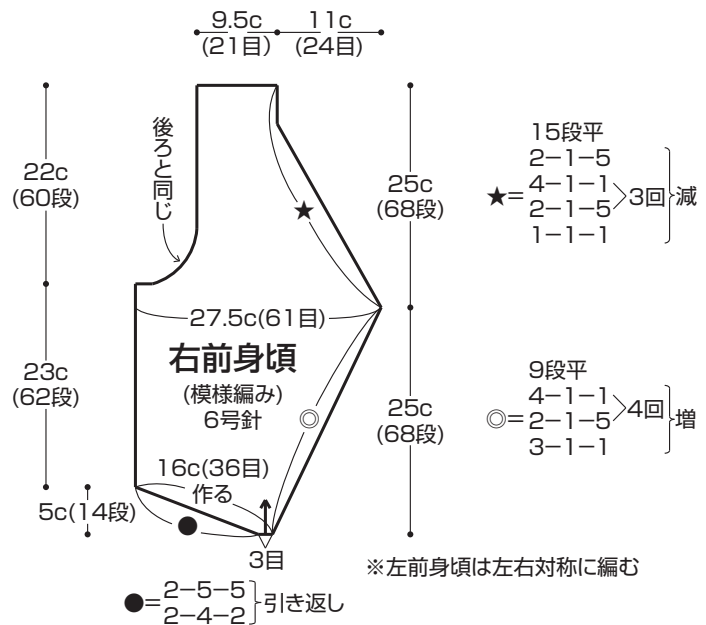 9.5c
(21目)
11c
(24目)
22c
(60段)
後ろと同じ
★
25c
(68段)
15段平
2−1−5
★=4−1−1
2−1−5
3回
1−1−1
減
27.5c(61目)
右前身頃
(模様編み)
6号針
◎
23c
(62段)
25c
(68段)
9段平
◎=4−1−1
2−1−5
4回
3−1−1
増
16c(36目)
作る
5c(14段)
●
3目
※左前身頃は左右対称に編む
●=2−5−5
2−4−2
引き返し